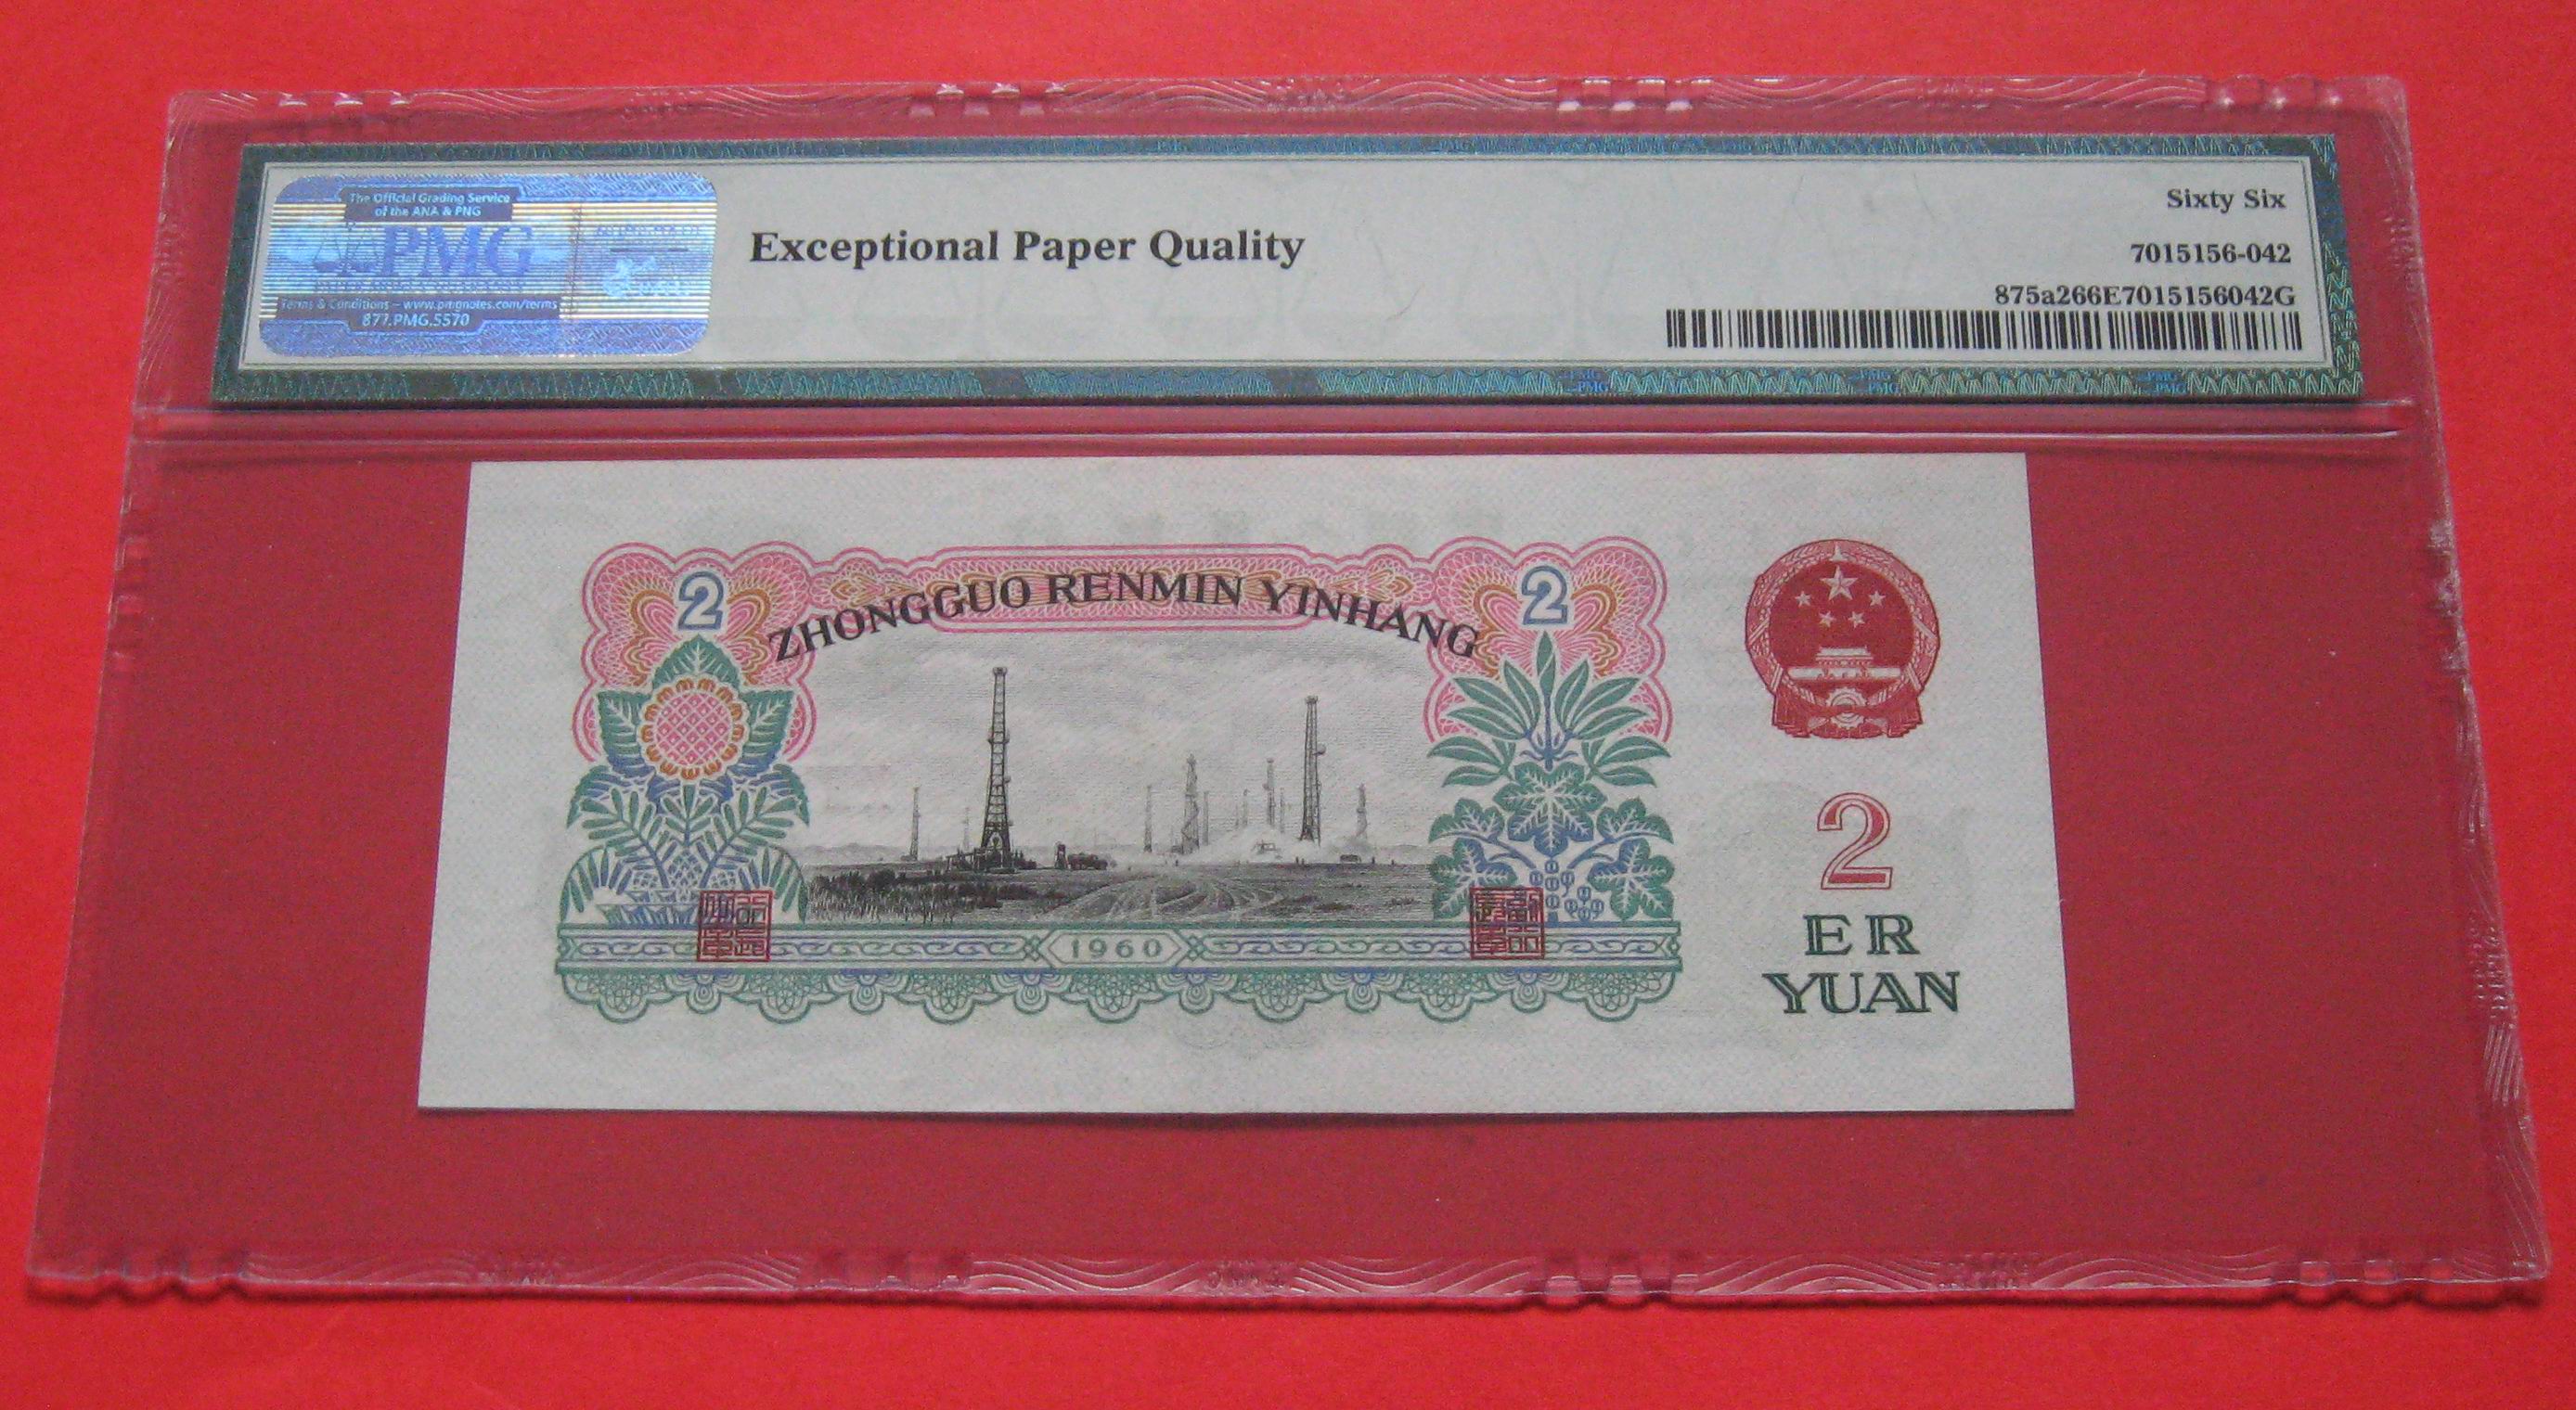 The Official Grading Service
of the ANA & PNG
PMG
Terms & Conditions – www.pmgnotes.com/terms
877.PMG.5570
Exceptional Paper Quality
Sixty Six
7015156-042
875a266E7015156042G
2
2
ZHONGGUO RENMIN YINHANG
1960
2
ER
YUAN